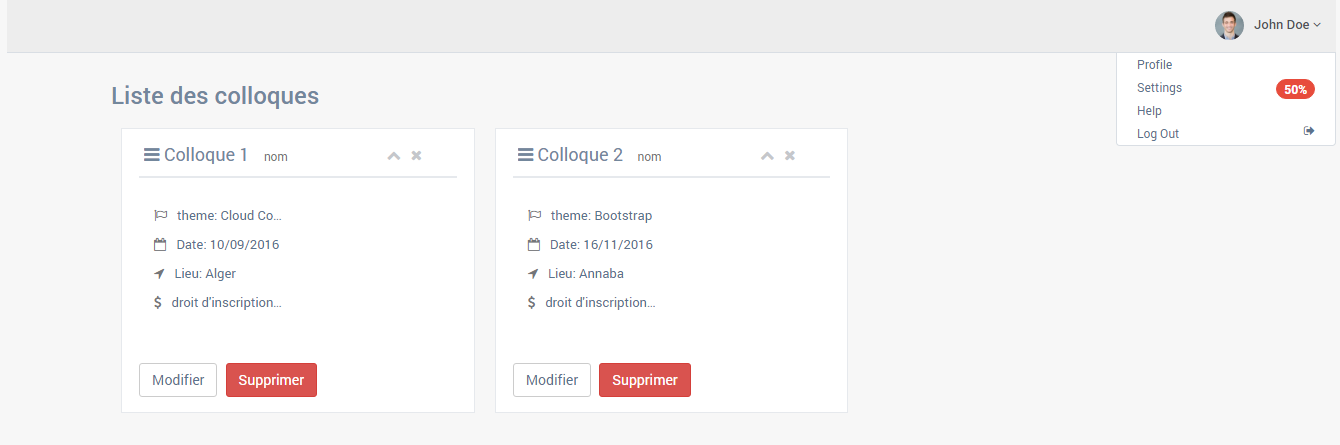 John Doe
Profile
Settings 50%
Help
Log Out
Liste des colloques
Colloque 1 nom
theme: Cloud Co...
Date: 10/09/2016
Lieu: Alger
droit d'inscription...
Modifier Supprimer
Colloque 2 nom
theme: Bootstrap
Date: 16/11/2016
Lieu: Annaba
droit d'inscription...
Modifier Supprimer